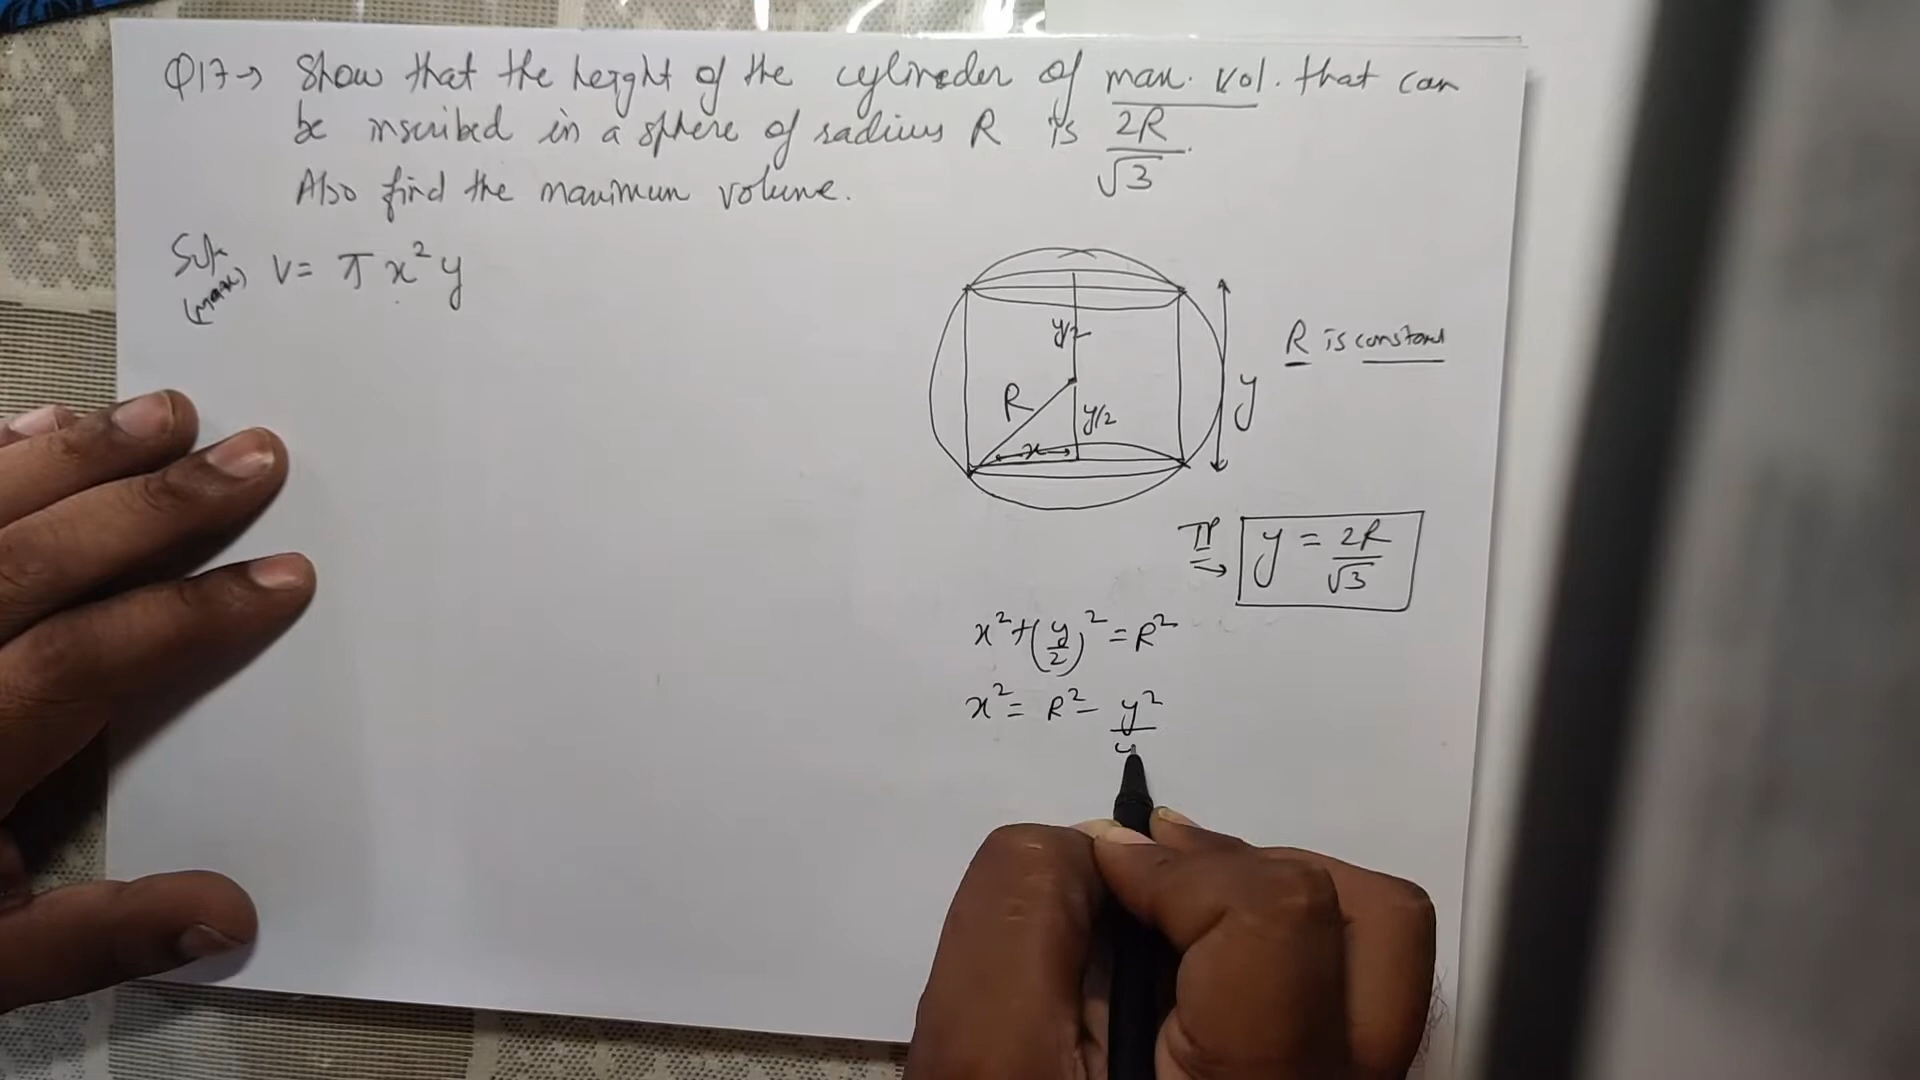 Q17→ Show that the height of the cylinder of max. vol. that can
be inscribed in a sphere of radius R is 2R/√3.
Also find the maximum volume.
Sol
(max) V = π x² y
y/2
R is constant
R
y
y/2
x
TP → y = 2R/√3
x² + (y/2)² = R²
x² = R² - y²/4